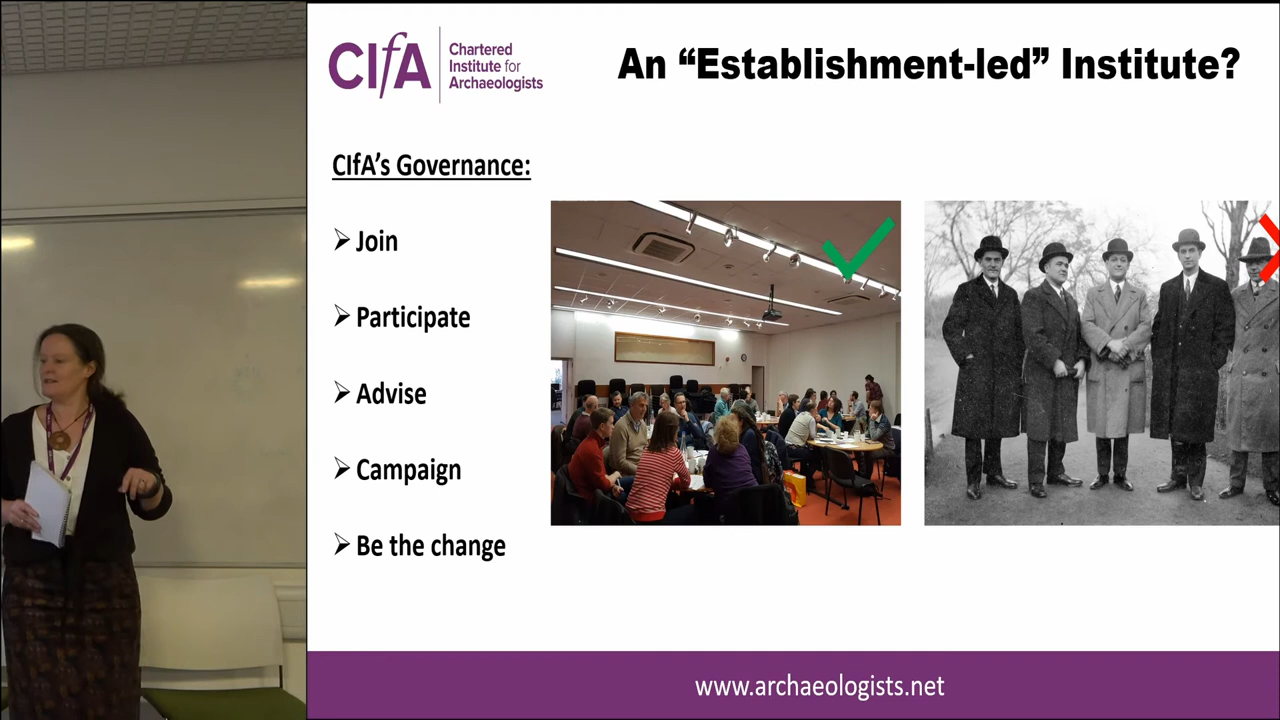 CIfA
Chartered
Institute for
Archaeologists
An “Establishment-led” Institute?
CIfA’s Governance:
Join
Participate
Advise
Campaign
Be the change
www.archaeologists.net